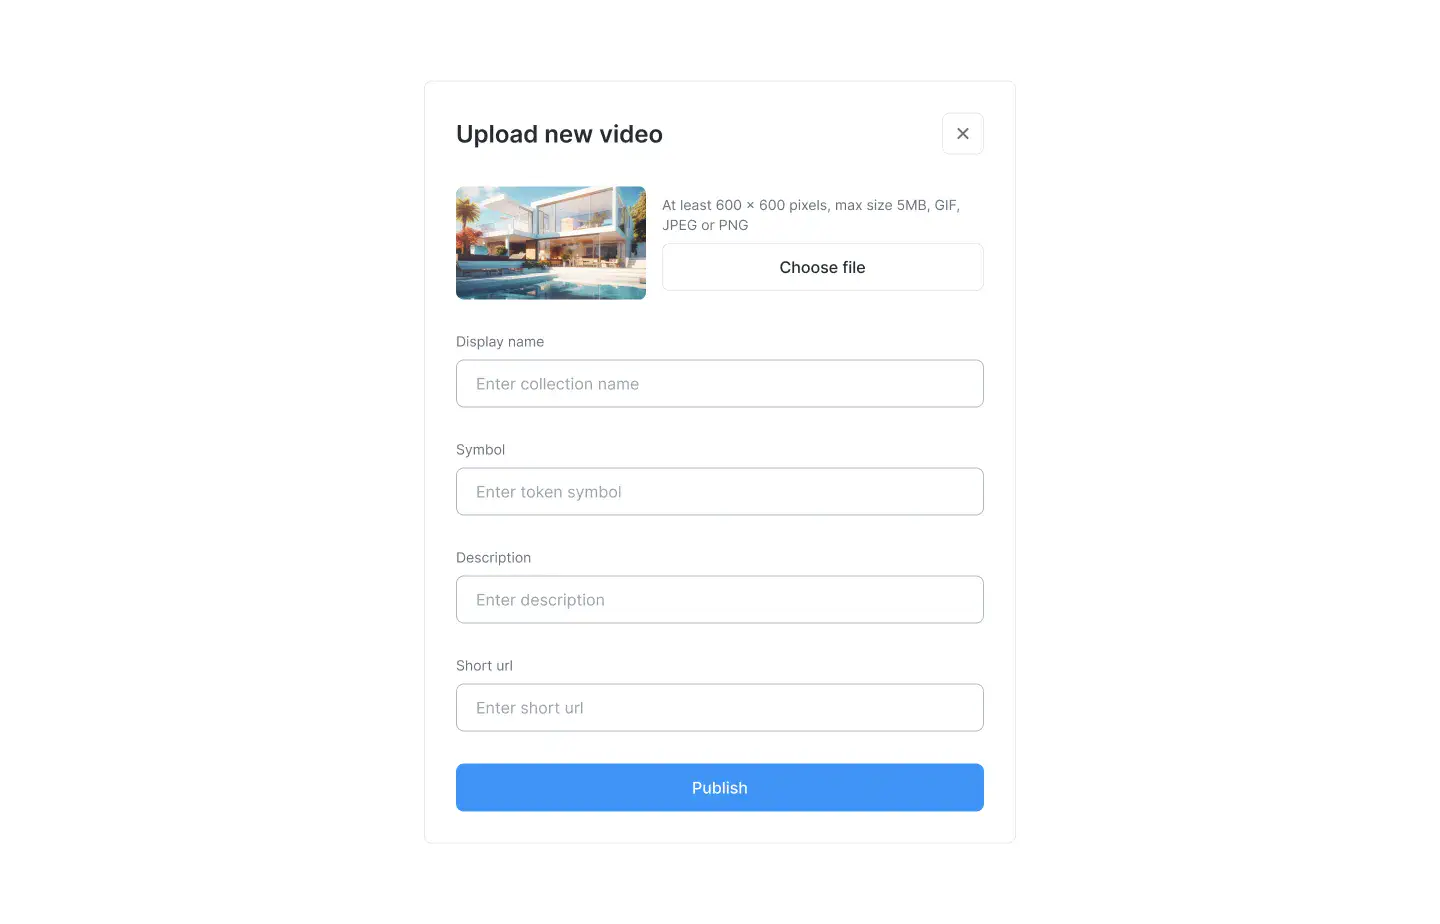 Upload new video
At least 600 × 600 pixels, max size 5MB, GIF,
JPEG or PNG
Choose file
Display name
Enter collection name
Symbol
Enter token symbol
Description
Enter description
Short url
Enter short url
Publish